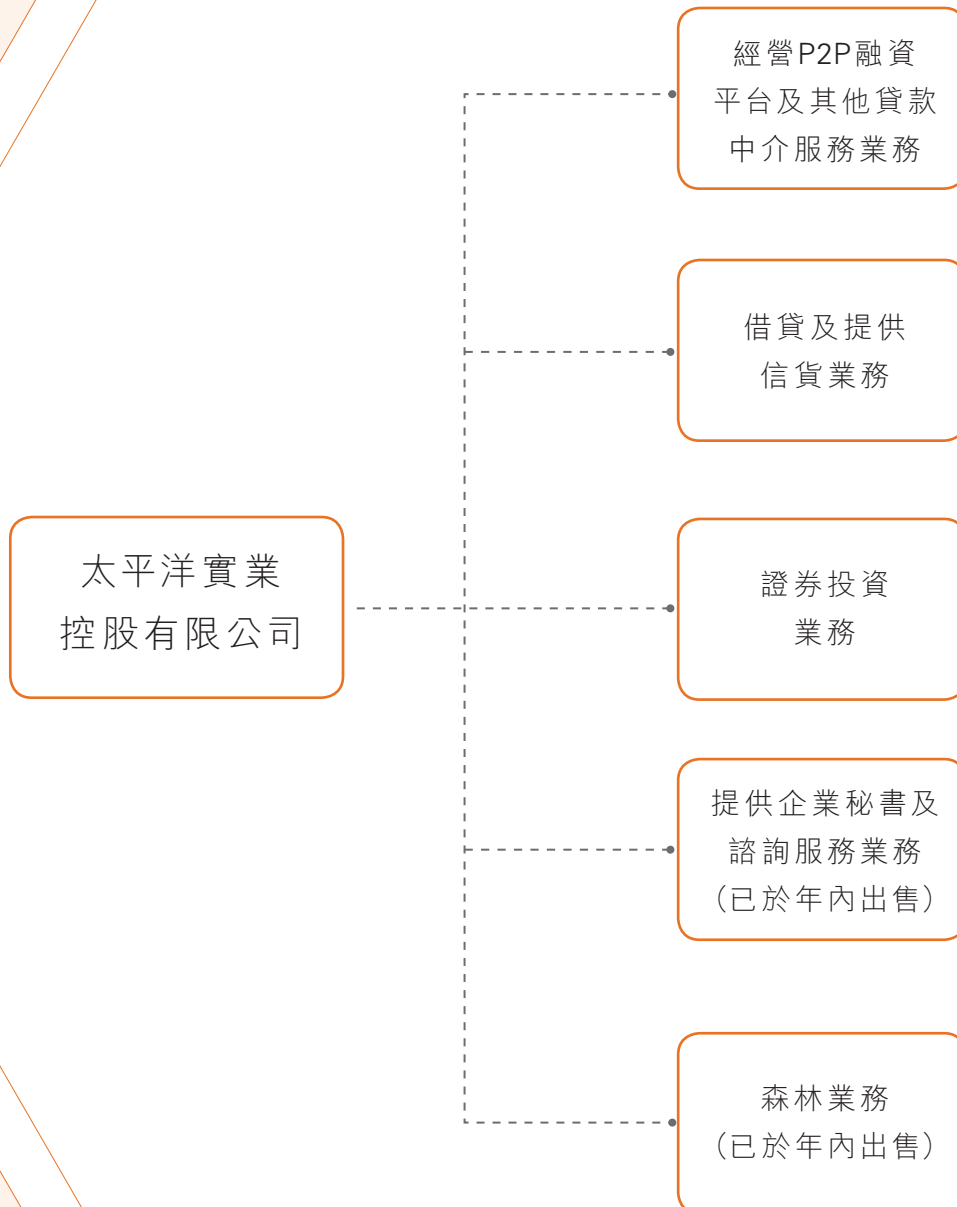 經營P2P融資
平台及其他貸款
中介服務業務
借貸及提供
信貨業務
太平洋實業
控股有限公司
證券投資
業務
提供企業秘書及
諮詢服務業務
（已於年內出售）
森林業務
（已於年內出售）